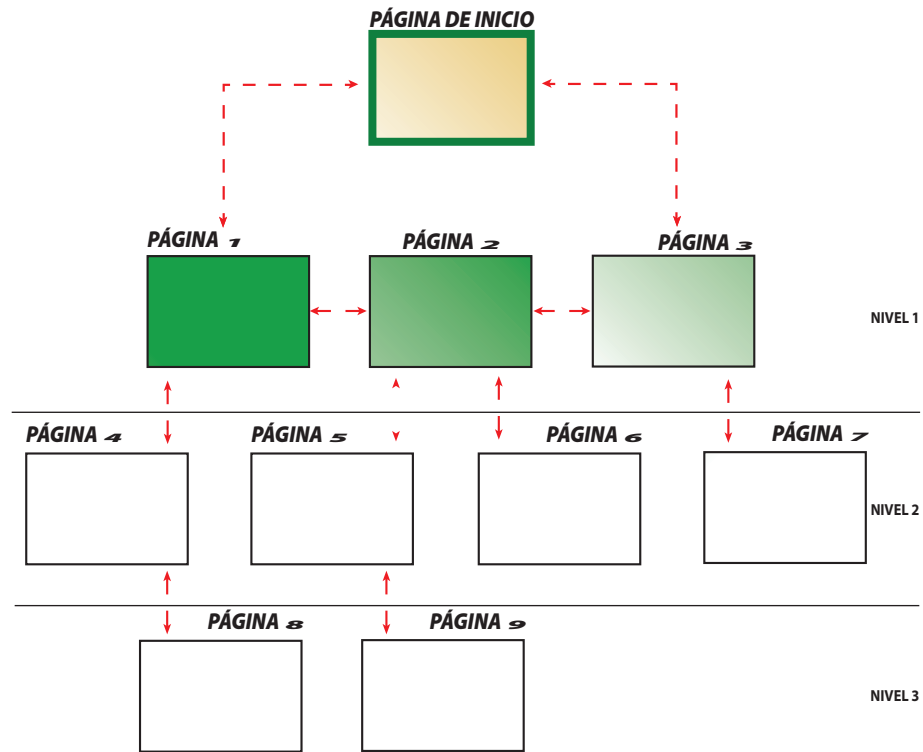 PÁGINA DE INICIO
PÁGINA 1
PÁGINA 2
PÁGINA 3
NIVEL 1
PÁGINA 4
PÁGINA 5
PÁGINA 6
PÁGINA 7
NIVEL 2
PÁGINA 8
PÁGINA 9
NIVEL 3